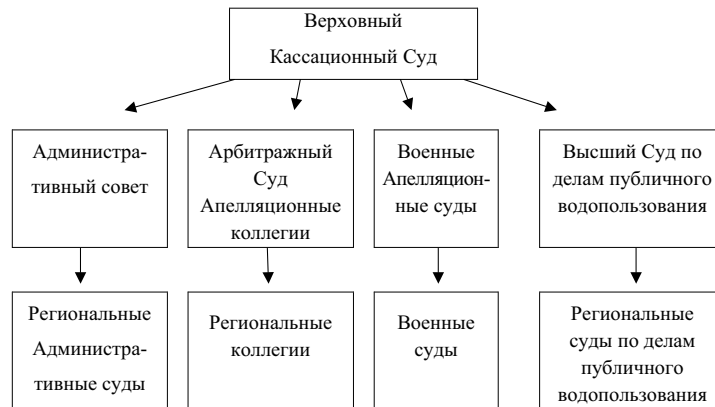 Верховный
Кассационный Суд
Администра-
тивный совет
Арбитражный
Суд
Апелляционные
коллегии
Военные
Апелляцион-
ные суды
Высший Суд по
делам публичного
водопользования
Региональные
Администра-
тивные суды
Региональные
коллегии
Военные
суды
Региональные
суды по делам
публичного
водопользования